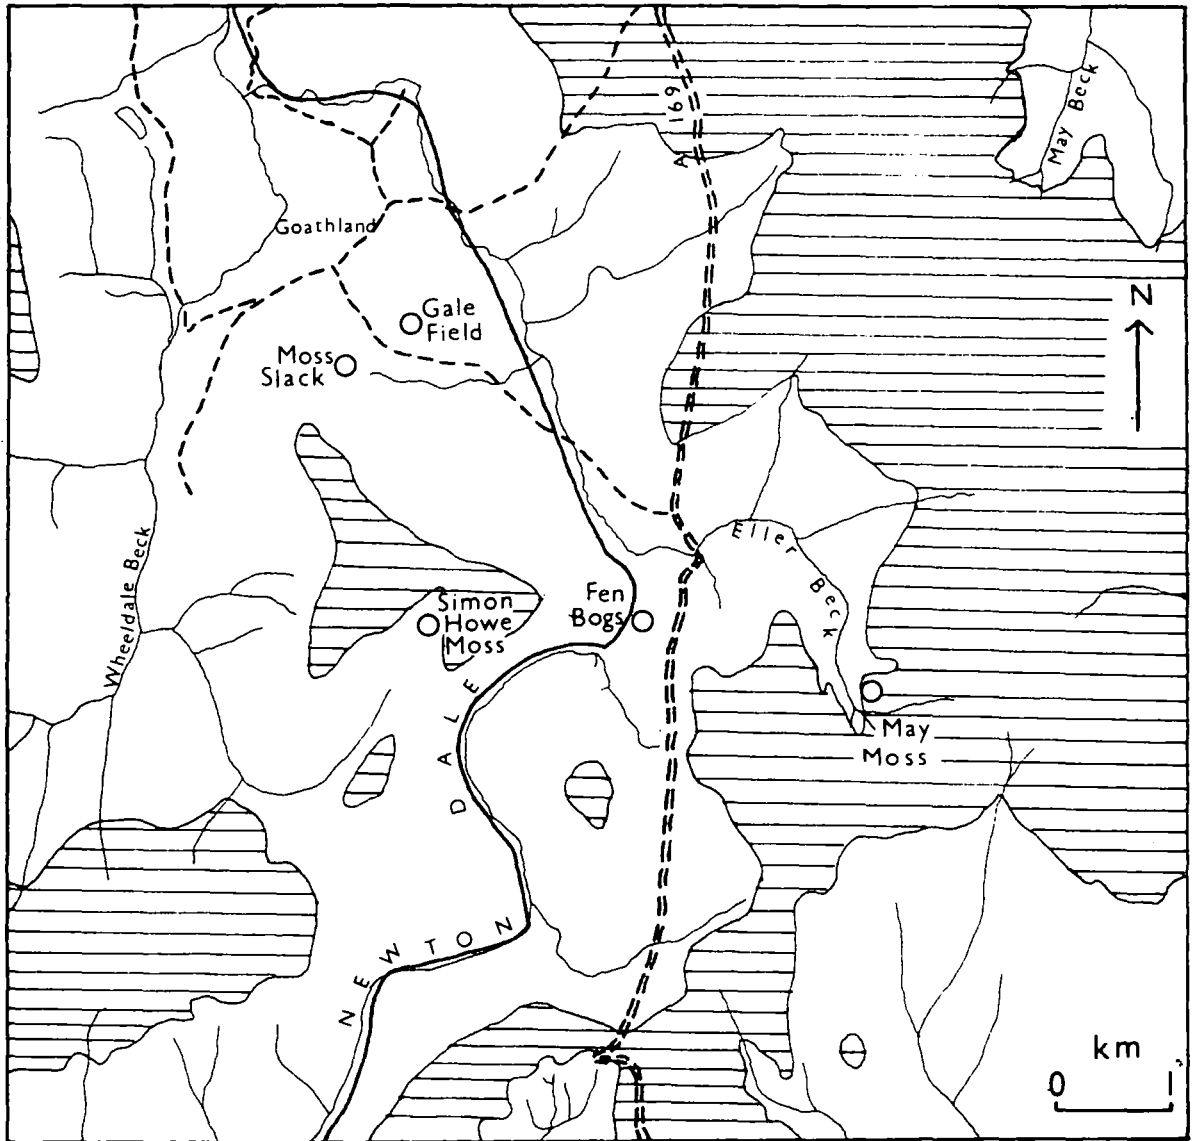 May Beck
A 169
Goathland
N
Gale
Field
Moss
Slack
Eller Beck
Wheeldale Beck
Simon
Howe
Moss
Fen
Bogs
May
Moss
NEWTON DALE
km
0 1